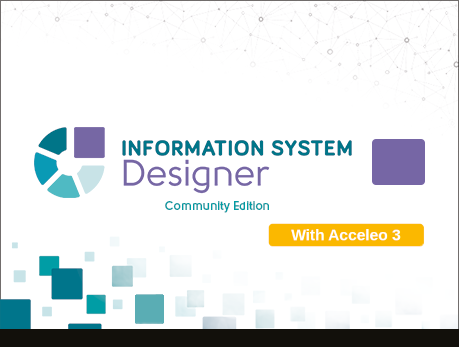 INFORMATION SYSTEM
Designer
Community Edition
With Acceleo 3